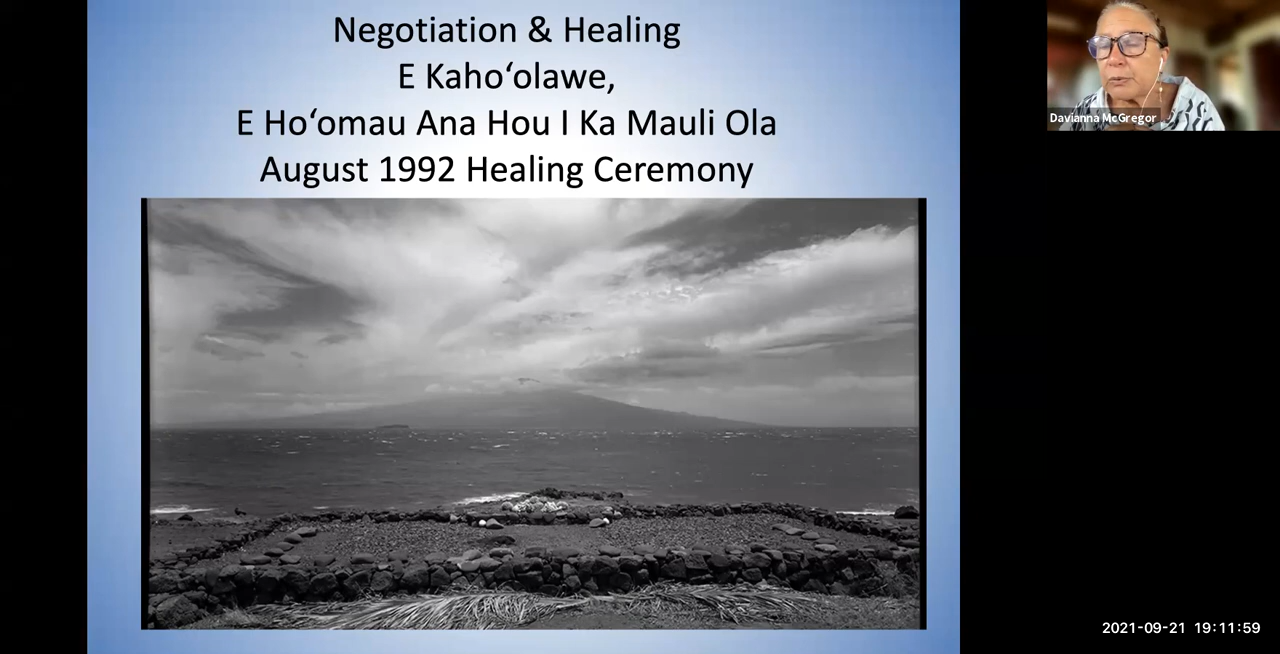 Negotiation & Healing
E Kahoʻolawe,
E Hoʻomau Ana Hou I Ka Mauli Ola
August 1992 Healing Ceremony
Davianna McGregor
2021-09-21 19:11:59